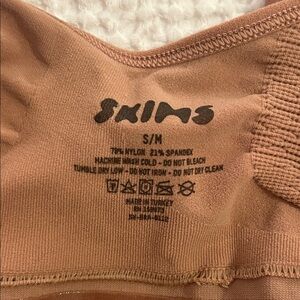 SKIMS
S/M
79% NYLON 21% SPANDEX
MACHINE WASH COLD - DO NOT BLEACH
TUMBLE DRY LOW - DO NOT IRON - DO NOT DRY CLEAN
MADE IN TURKEY